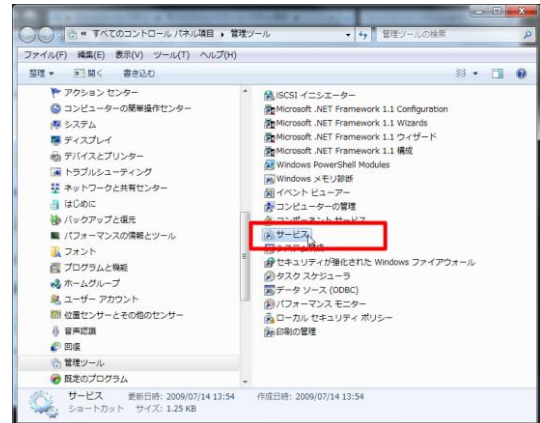 « すべてのコントロール パネル項目 ▸ 管理ツール
管理ツールの検索
ファイル(F) 編集(E) 表示(V) ツール(T) ヘルプ(H)
整理 開く 書き込む
アクション センター
コンピューターの簡単操作センター
システム
ディスプレイ
デバイスとプリンター
トラブルシューティング
ネットワークと共有センター
はじめに
バックアップと復元
パフォーマンスの情報とツール
フォント
プログラムと機能
ホームグループ
ユーザー アカウント
位置センサーとその他のセンサー
音声認識
回復
管理ツール
既定のプログラム
iSCSI イニシエーター
Microsoft .NET Framework 1.1 Configuration
Microsoft .NET Framework 1.1 Wizards
Microsoft .NET Framework 1.1 ウィザード
Microsoft .NET Framework 1.1 構成
Windows PowerShell Modules
Windows メモリ診断
イベント ビューアー
コンピューターの管理
コンポーネント サービス
サービス
システム構成
セキュリティが強化された Windows ファイアウォール
タスク スケジューラ
データ ソース (ODBC)
パフォーマンス モニター
ローカル セキュリティ ポリシー
印刷の管理
サービス 更新日時: 2009/07/14 13:54 作成日時: 2009/07/14 13:54
ショートカット サイズ: 1.25 KB